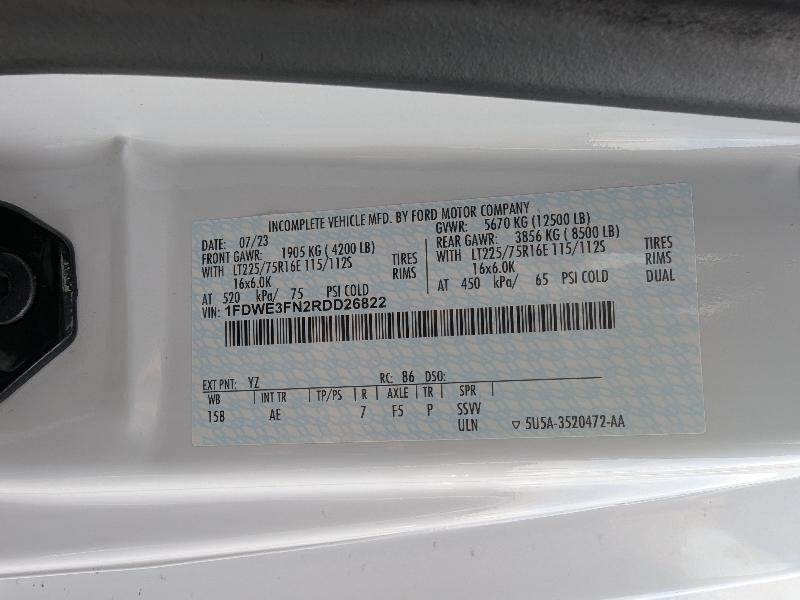 INCOMPLETE VEHICLE MFD. BY FORD MOTOR COMPANY
DATE: 07/23 GVWR: 5670 KG (12500 LB)
FRONT GAWR: 1905 KG ( 4200 LB) REAR GAWR: 3856 KG ( 8500 LB)
WITH LT225/75R16E 115/112S TIRES WITH LT225/75R16E 115/112S TIRES
16x6.0K RIMS 16x6.0K RIMS
AT 520 kPa/ 75 PSI COLD AT 450 kPa/ 65 PSI COLD DUAL
VIN: 1FDWE3FN2RDD26822
EXT PNT: YZ RC: 86 DSO:
WB INT TR TP/PS R AXLE TR SPR
158 AE 7 F5 P SSVV
ULN ▽ 5U5A-3520472-AA